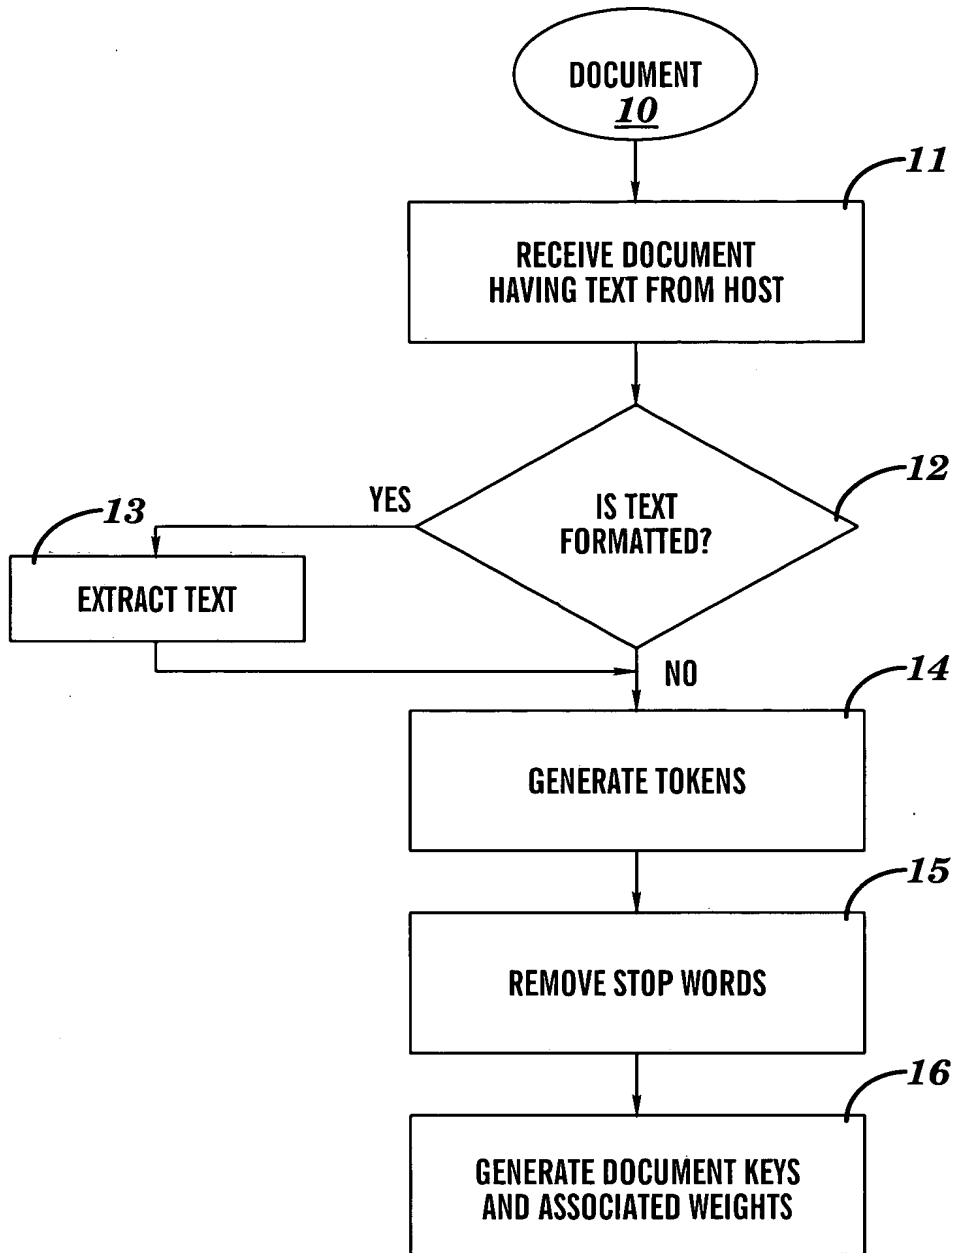 DOCUMENT
10
11
RECEIVE DOCUMENT
HAVING TEXT FROM HOST
12
YES
IS TEXT
FORMATTED?
13
EXTRACT TEXT
NO
14
GENERATE TOKENS
15
REMOVE STOP WORDS
16
GENERATE DOCUMENT KEYS
AND ASSOCIATED WEIGHTS